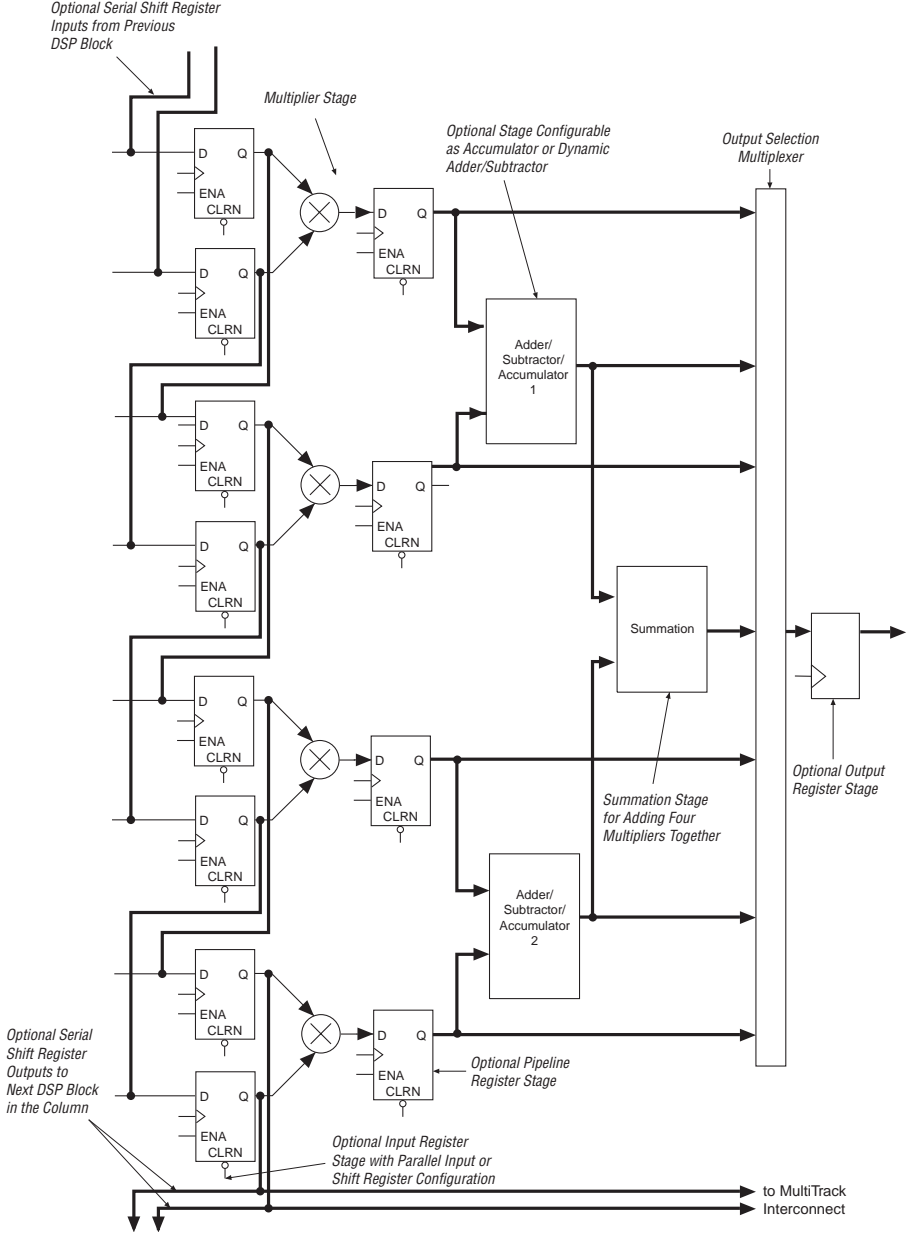 Optional Serial Shift Register
Inputs from Previous
DSP Block
Multiplier Stage
Optional Stage Configurable
as Accumulator or Dynamic
Adder/Subtractor
Output Selection
Multiplexer
D Q
ENA
CLRN
D Q
ENA
CLRN
D Q
ENA
CLRN
Adder/
Subtractor/
Accumulator
1
D Q
ENA
CLRN
D Q
ENA
CLRN
D Q
ENA
CLRN
Summation
D Q
ENA
CLRN
D Q
ENA
CLRN
D Q
ENA
CLRN
Summation Stage
for Adding Four
Multipliers Together
Optional Output
Register Stage
Adder/
Subtractor/
Accumulator
2
D Q
ENA
CLRN
D Q
ENA
CLRN
D Q
ENA
CLRN
Optional Serial
Shift Register
Outputs to
Next DSP Block
in the Column
Optional Pipeline
Register Stage
Optional Input Register
Stage with Parallel Input or
Shift Register Configuration
to MultiTrack
Interconnect